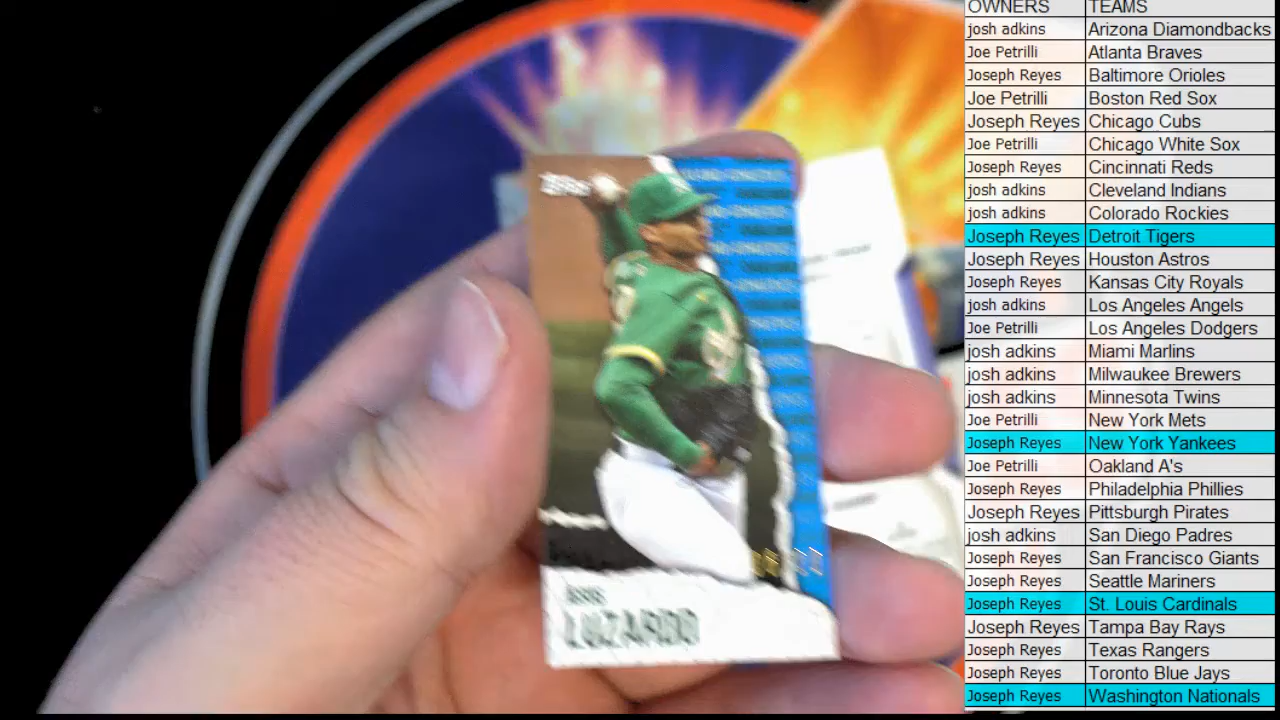 OWNERS TEAMS
josh adkins Arizona Diamondbacks
Joe Petrilli Atlanta Braves
Joseph Reyes Baltimore Orioles
Joe Petrilli Boston Red Sox
Joseph Reyes Chicago Cubs
Joe Petrilli Chicago White Sox
Joseph Reyes Cincinnati Reds
josh adkins Cleveland Indians
josh adkins Colorado Rockies
Joseph Reyes Detroit Tigers
Joseph Reyes Houston Astros
Joseph Reyes Kansas City Royals
josh adkins Los Angeles Angels
Joe Petrilli Los Angeles Dodgers
josh adkins Miami Marlins
josh adkins Milwaukee Brewers
josh adkins Minnesota Twins
Joe Petrilli New York Mets
Joseph Reyes New York Yankees
Joe Petrilli Oakland A's
Joseph Reyes Philadelphia Phillies
Joseph Reyes Pittsburgh Pirates
josh adkins San Diego Padres
Joseph Reyes San Francisco Giants
Joseph Reyes Seattle Mariners
Joseph Reyes St. Louis Cardinals
Joseph Reyes Tampa Bay Rays
Joseph Reyes Texas Rangers
Joseph Reyes Toronto Blue Jays
Joseph Reyes Washington Nationals
LUZARDO